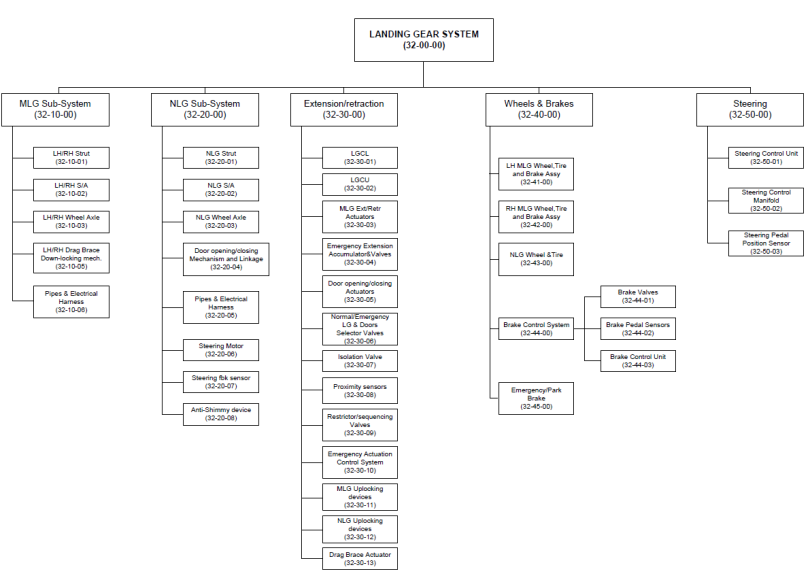 LANDING GEAR SYSTEM
(32-00-00)
MLG Sub-System
(32-10-00)
LH/RH Strut
(32-10-01)
LH/RH S/A
(32-10-02)
LH/RH Wheel Axle
(32-10-03)
LH/RH Drag Brace
Down-locking mech.
(32-10-05)
Pipes & Electrical
Harness
(32-10-06)
NLG Sub-System
(32-20-00)
NLG Strut
(32-20-01)
NLG S/A
(32-20-02)
NLG Wheel Axle
(32-20-03)
Door opening/closing
Mechanism and Linkage
(32-20-04)
Pipes & Electrical
Harness
(32-20-05)
Steering Motor
(32-20-06)
Steering fbk sensor
(32-20-07)
Anti-Shimmy device
(32-20-08)
Extension/retraction
(32-30-00)
LGCL
(32-30-01)
LGCU
(32-30-02)
MLG Ext/Retr
Actuators
(32-30-03)
Emergency Extension
Accumulator&Valves
(32-30-04)
Door opening/closing
Actuators
(32-30-05)
Normal/Emergency
LG & Doors
Selector Valves
(32-30-06)
Isolation Valve
(32-30-07)
Proximity sensors
(32-30-08)
Restrictor/sequencing
Valves
(32-30-09)
Emergency Actuation
Control System
(32-30-10)
MLG Uplocking
devices
(32-30-11)
NLG Uplocking
devices
(32-30-12)
Drag Brace Actuator
(32-30-13)
Wheels & Brakes
(32-40-00)
LH MLG Wheel,Tire
and Brake Assy
(32-41-00)
RH MLG Wheel,Tire
and Brake Assy
(32-42-00)
NLG Wheel &Tire
(32-43-00)
Brake Control System
(32-44-00)
Brake Valves
(32-44-01)
Brake Pedal Sensors
(32-44-02)
Brake Control Unit
(32-44-03)
Emergency/Park
Brake
(32-45-00)
Steering
(32-50-00)
Steering Control Unit
(32-50-01)
Steering Control
Manifold
(32-50-02)
Steering Pedal
Position Sensor
(32-50-03)